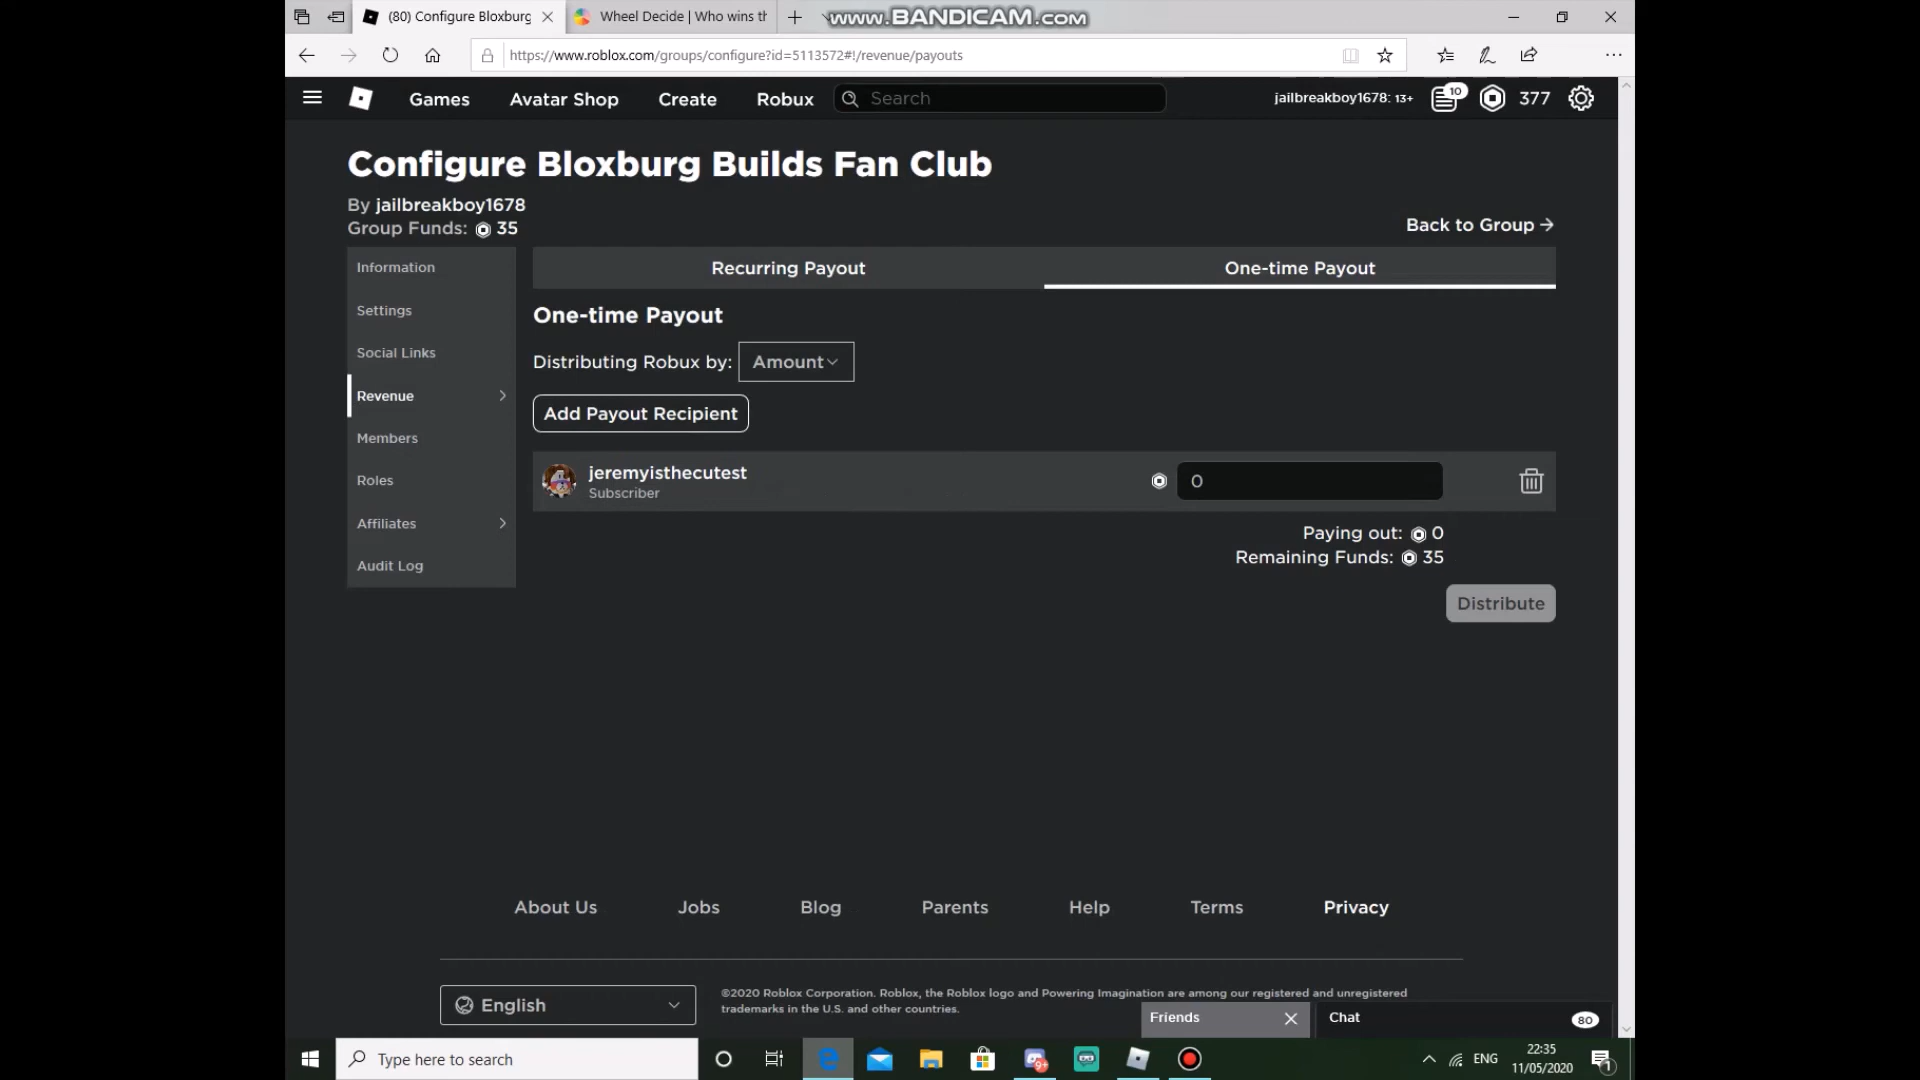 (80) Configure Bloxburg
Wheel Decide | Who wins th
www.BANDICAM.com
https://www.roblox.com/groups/configure?id=5113572#!/revenue/payouts
Games
Avatar Shop
Create
Robux
Search
jailbreakboy1678: 13+
10
377
Configure Bloxburg Builds Fan Club
By jailbreakboy1678
Group Funds: 35
Back to Group →
Information
Settings
Social Links
Revenue
Members
Roles
Affiliates
Audit Log
Recurring Payout
One-time Payout
One-time Payout
Distributing Robux by: Amount
Add Payout Recipient
jeremyisthecutest
Subscriber
0
Paying out: 0
Remaining Funds: 35
Distribute
About Us
Jobs
Blog
Parents
Help
Terms
Privacy
English
©2020 Roblox Corporation. Roblox, the Roblox logo and Powering Imagination are among our registered and unregistered
trademarks in the U.S. and other countries.
Friends
Chat
80
Type here to search
9+
ENG
22:35
11/05/2020
1